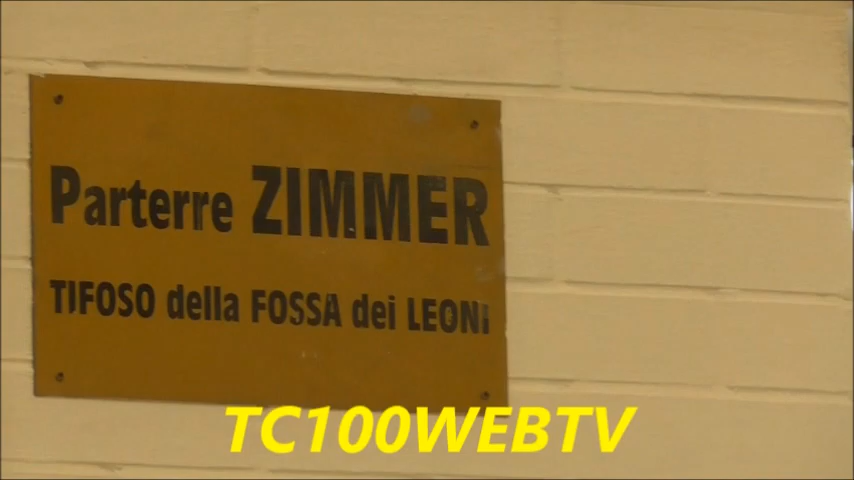 Parterre ZIMMER
TIFOSO della FOSSA dei LEONI
TC100WEBTV